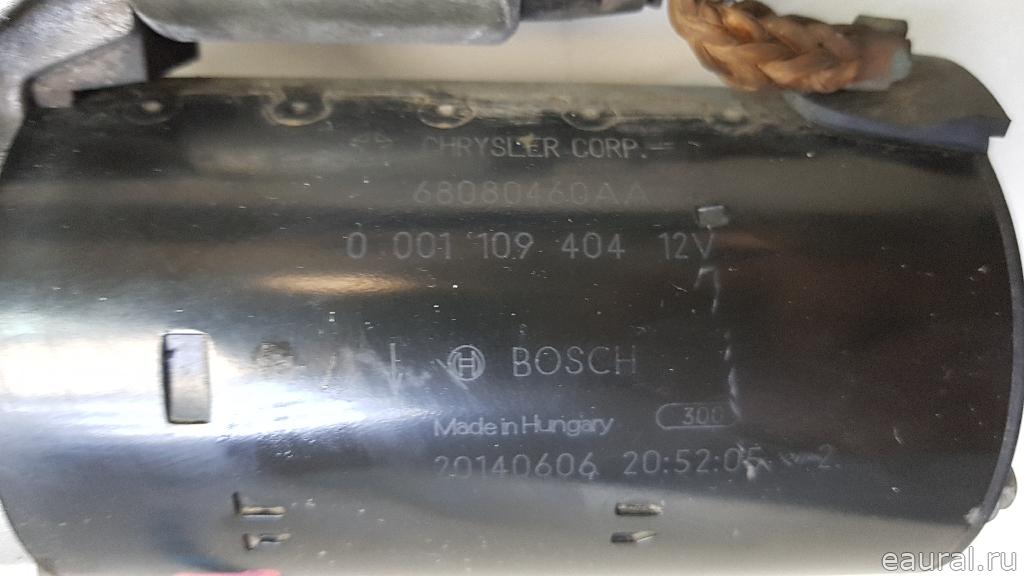 CHRYSLER CORP.
68080460AA
0 001 109 404 12V
BOSCH
Made in Hungary 300
20140606 20:52:05 2
eaural.ru